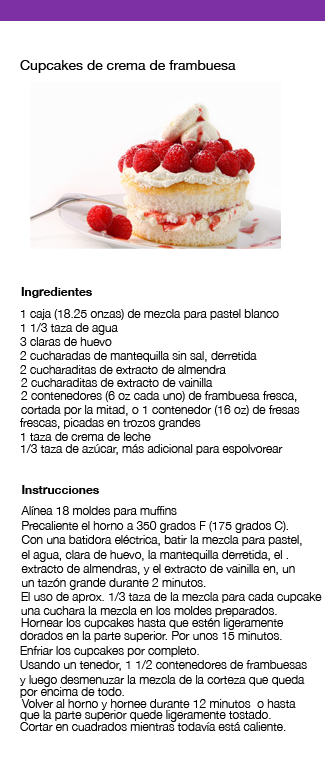 Cupcakes de crema de frambuesa
Ingredientes
1 caja (18.25 onzas) de mezcla para pastel blanco
1 1/3 taza de agua
3 claras de huevo
2 cucharadas de mantequilla sin sal, derretida
2 cucharaditas de extracto de almendra
2 cucharaditas de extracto de vainilla
2 contenedores (6 oz cada uno) de frambuesa fresca,
cortada por la mitad, o 1 contenedor (16 oz) de fresas
frescas, picadas en trozos grandes
1 taza de crema de leche
1/3 taza de azúcar, más adicional para espolvorear
Instrucciones
Alínea 18 moldes para muffins
Precaliente el horno a 350 grados F (175 grados C).
Con una batidora eléctrica, batir la mezcla para pastel,
el agua, clara de huevo, la mantequilla derretida, el .
extracto de almendras, y el extracto de vainilla en, un
un tazón grande durante 2 minutos.
El uso de aprox. 1/3 taza de la mezcla para cada cupcake
una cuchara la mezcla en los moldes preparados.
Hornear los cupcakes hasta que estén ligeramente
dorados en la parte superior. Por unos 15 minutos.
Enfriar los cupcakes por completo.
Usando un tenedor, 1 1/2 contenedores de frambuesas
y luego desmenuzar la mezcla de la corteza que queda
por encima de todo.
Volver al horno y hornee durante 12 minutos o hasta
que la parte superior quede ligeramente tostado.
Cortar en cuadrados mientras todavía está caliente.